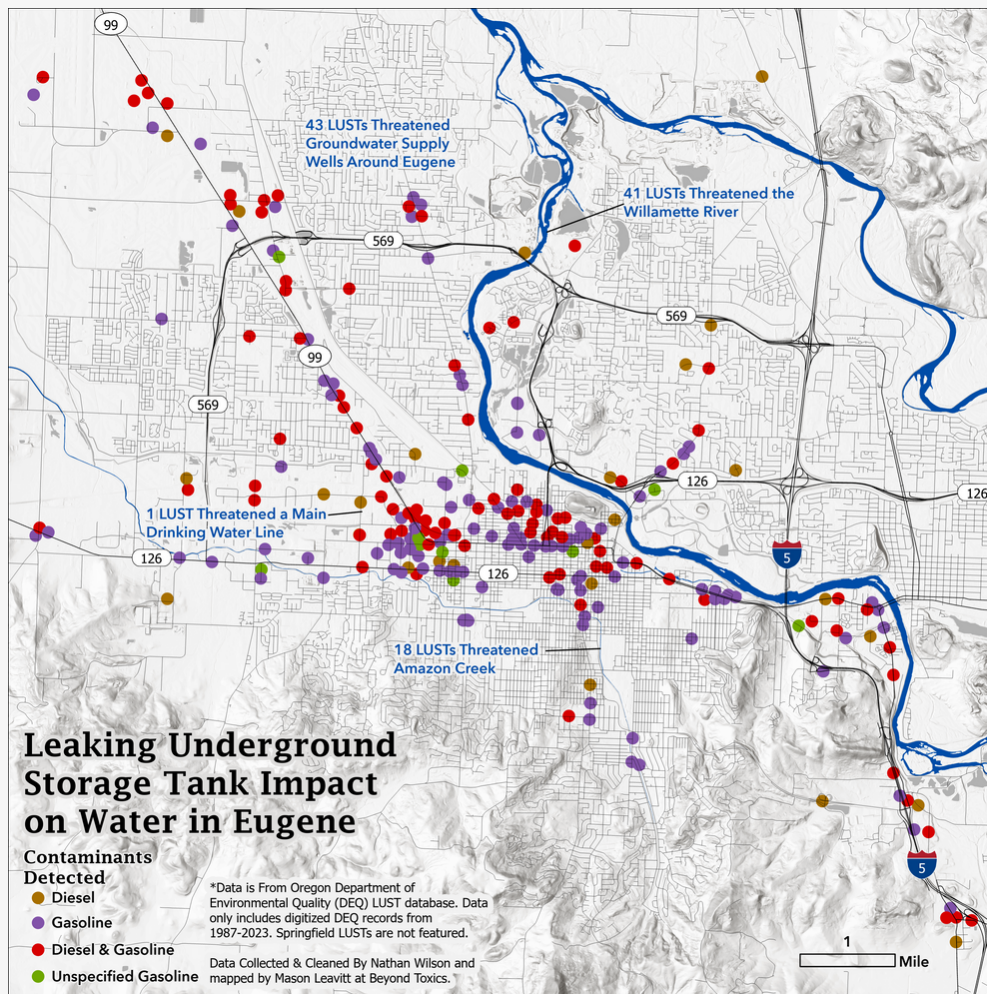 99
43 LUSTs Threatened
Groundwater Supply
Wells Around Eugene
41 LUSTs Threatened the
Willamette River
569
569
99
569
126
126
1 LUST Threatened a Main
Drinking Water Line
126
126
5
18 LUSTs Threatened
Amazon Creek
Leaking Underground
Storage Tank Impact
on Water in Eugene
Contaminants
Detected
Diesel
Gasoline
Diesel & Gasoline
Unspecified Gasoline
*Data is From Oregon Department of
Environmental Quality (DEQ) LUST database. Data
only includes digitized DEQ records from
1987-2023. Springfield LUSTs are not featured.
Data Collected & Cleaned By Nathan Wilson and
mapped by Mason Leavitt at Beyond Toxics.
5
1
Mile